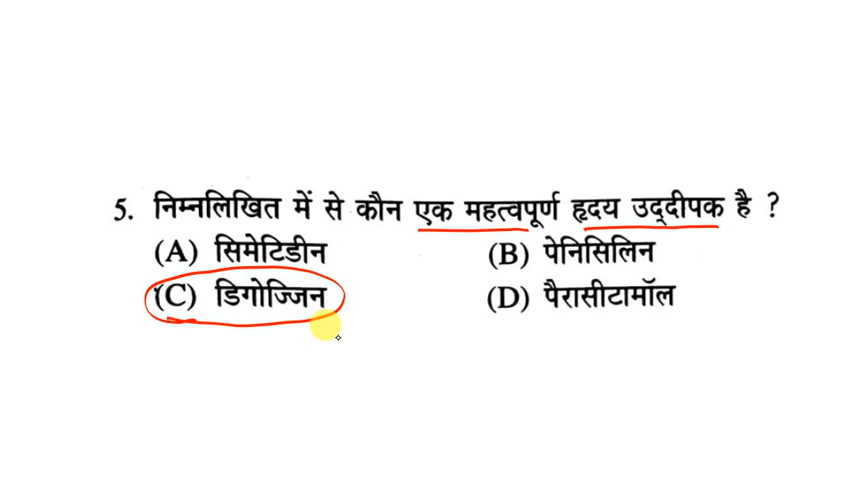 5. निम्नलिखित में से कौन एक महत्वपूर्ण हृदय उद्दीपक है ?
(A) सिमेटिडीन (B) पेनिसिलिन
(C) डिगोज्जिन (D) पैरासीटामॉल